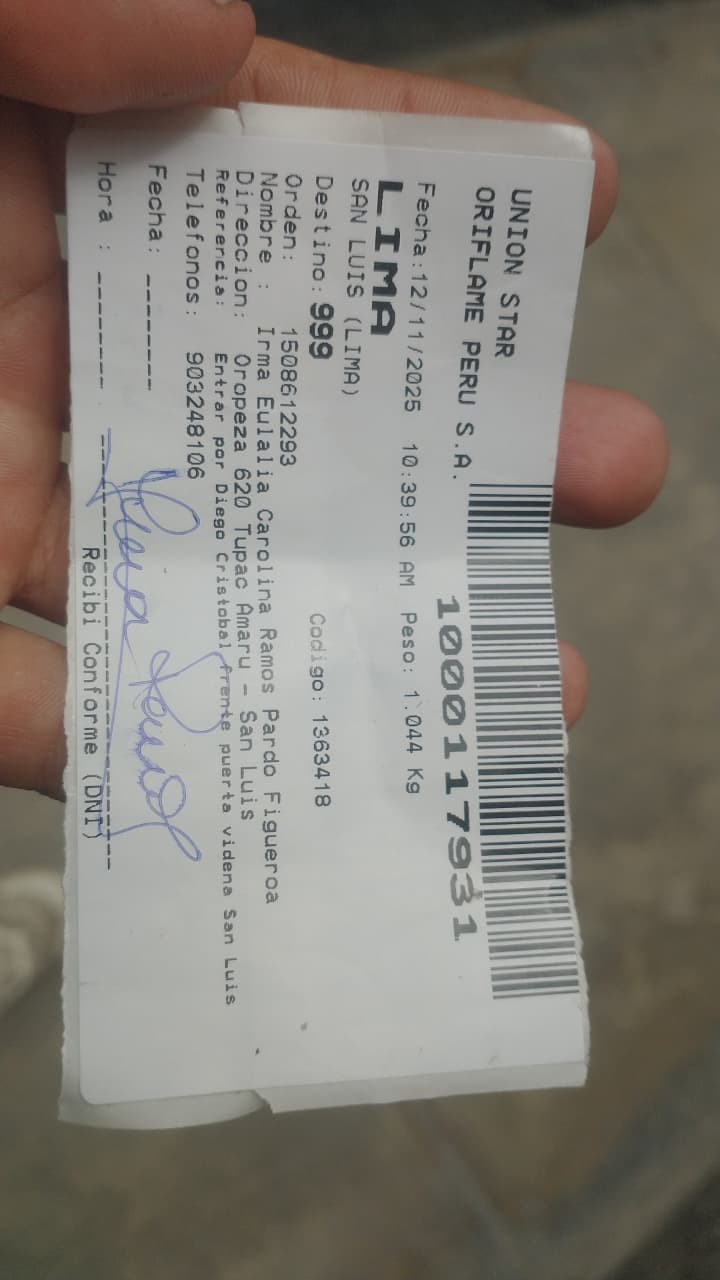 UNION STAR
ORIFLAME PERU S.A.
1000117931
Fecha:12/11/2025 10:39:56 AM Peso: 1.044 Kg
LIMA
SAN LUIS (LIMA)
Destino: 999 Codigo: 1363418
Orden: 1508612293
Nombre : Irma Eulalia Carolina Ramos Pardo Figueroa
Direccion: Oropeza 620 Tupac Amaru - San Luis
Referencia: Entrar por Diego Cristobal frente puerta videna San Luis
Telefonos: 903248106
Fecha: --------
Hora : --------
Recibi Conforme (DNI)